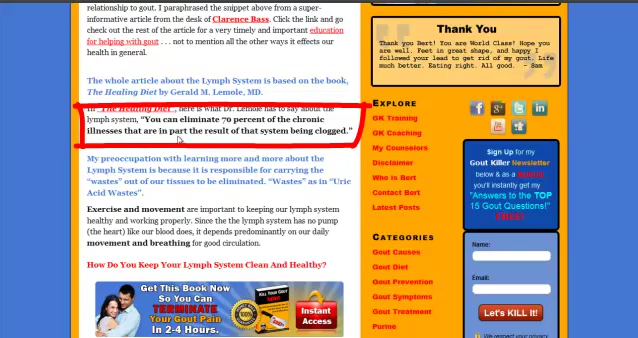 relationship to gout. I paraphrased the snippet above from a super-
informative article from the desk of Clarence Bass. Click the link and go
check out the rest of the article for a very timely and important education
for helping with gout . . . not to mention all the other ways it effects our
health in general.
The whole article about the Lymph System is based on the book,
The Healing Diet by Gerald M. Lemole, MD.
In "The Healing Diet", here is what Dr. Lemole has to say about the
lymph system, "You can eliminate 70 percent of the chronic
illnesses that are in part the result of that system being clogged."
My preoccupation with learning more and more about the
Lymph System is because it is responsible for carrying the
"wastes" out of our tissues to be eliminated. "Wastes" as in "Uric
Acid Wastes".
Exercise and movement are important to keeping our lymph system
healthy and working properly. Since the the lymph system has no pump
(the heart) like our blood does, it depends predominantly on our daily
movement and breathing for good circulation.
How Do You Keep Your Lymph System Clean And Healthy?
Get This Book Now
So You Can
TERMINATE
Your Gout Pain
In 2-4 Hours.
KILL YOUR GOUT
100%
Instant
Access
Thank You
Thank you Bert! You are World Class! Hope you
are well. Feet in great shape, and happy I
followed your lead to get rid of my gout. Life
much better. Eating right. All good. - Sam
EXPLORE
GK Training
GK Coaching
My Counselors
Disclaimer
Who is Bert
Contact Bert
Latest Posts
CATEGORIES
Gout Causes
Gout Diet
Gout Prevention
Gout Symptoms
Gout Treatment
Purine
Sign Up for my
Gout Killer Newsletter
below & as a
you'll instantly get my
"Answers to the TOP
15 Gout Questions!"
FREE!
Name:
Email:
Let's KILL It!
We respect your privacy